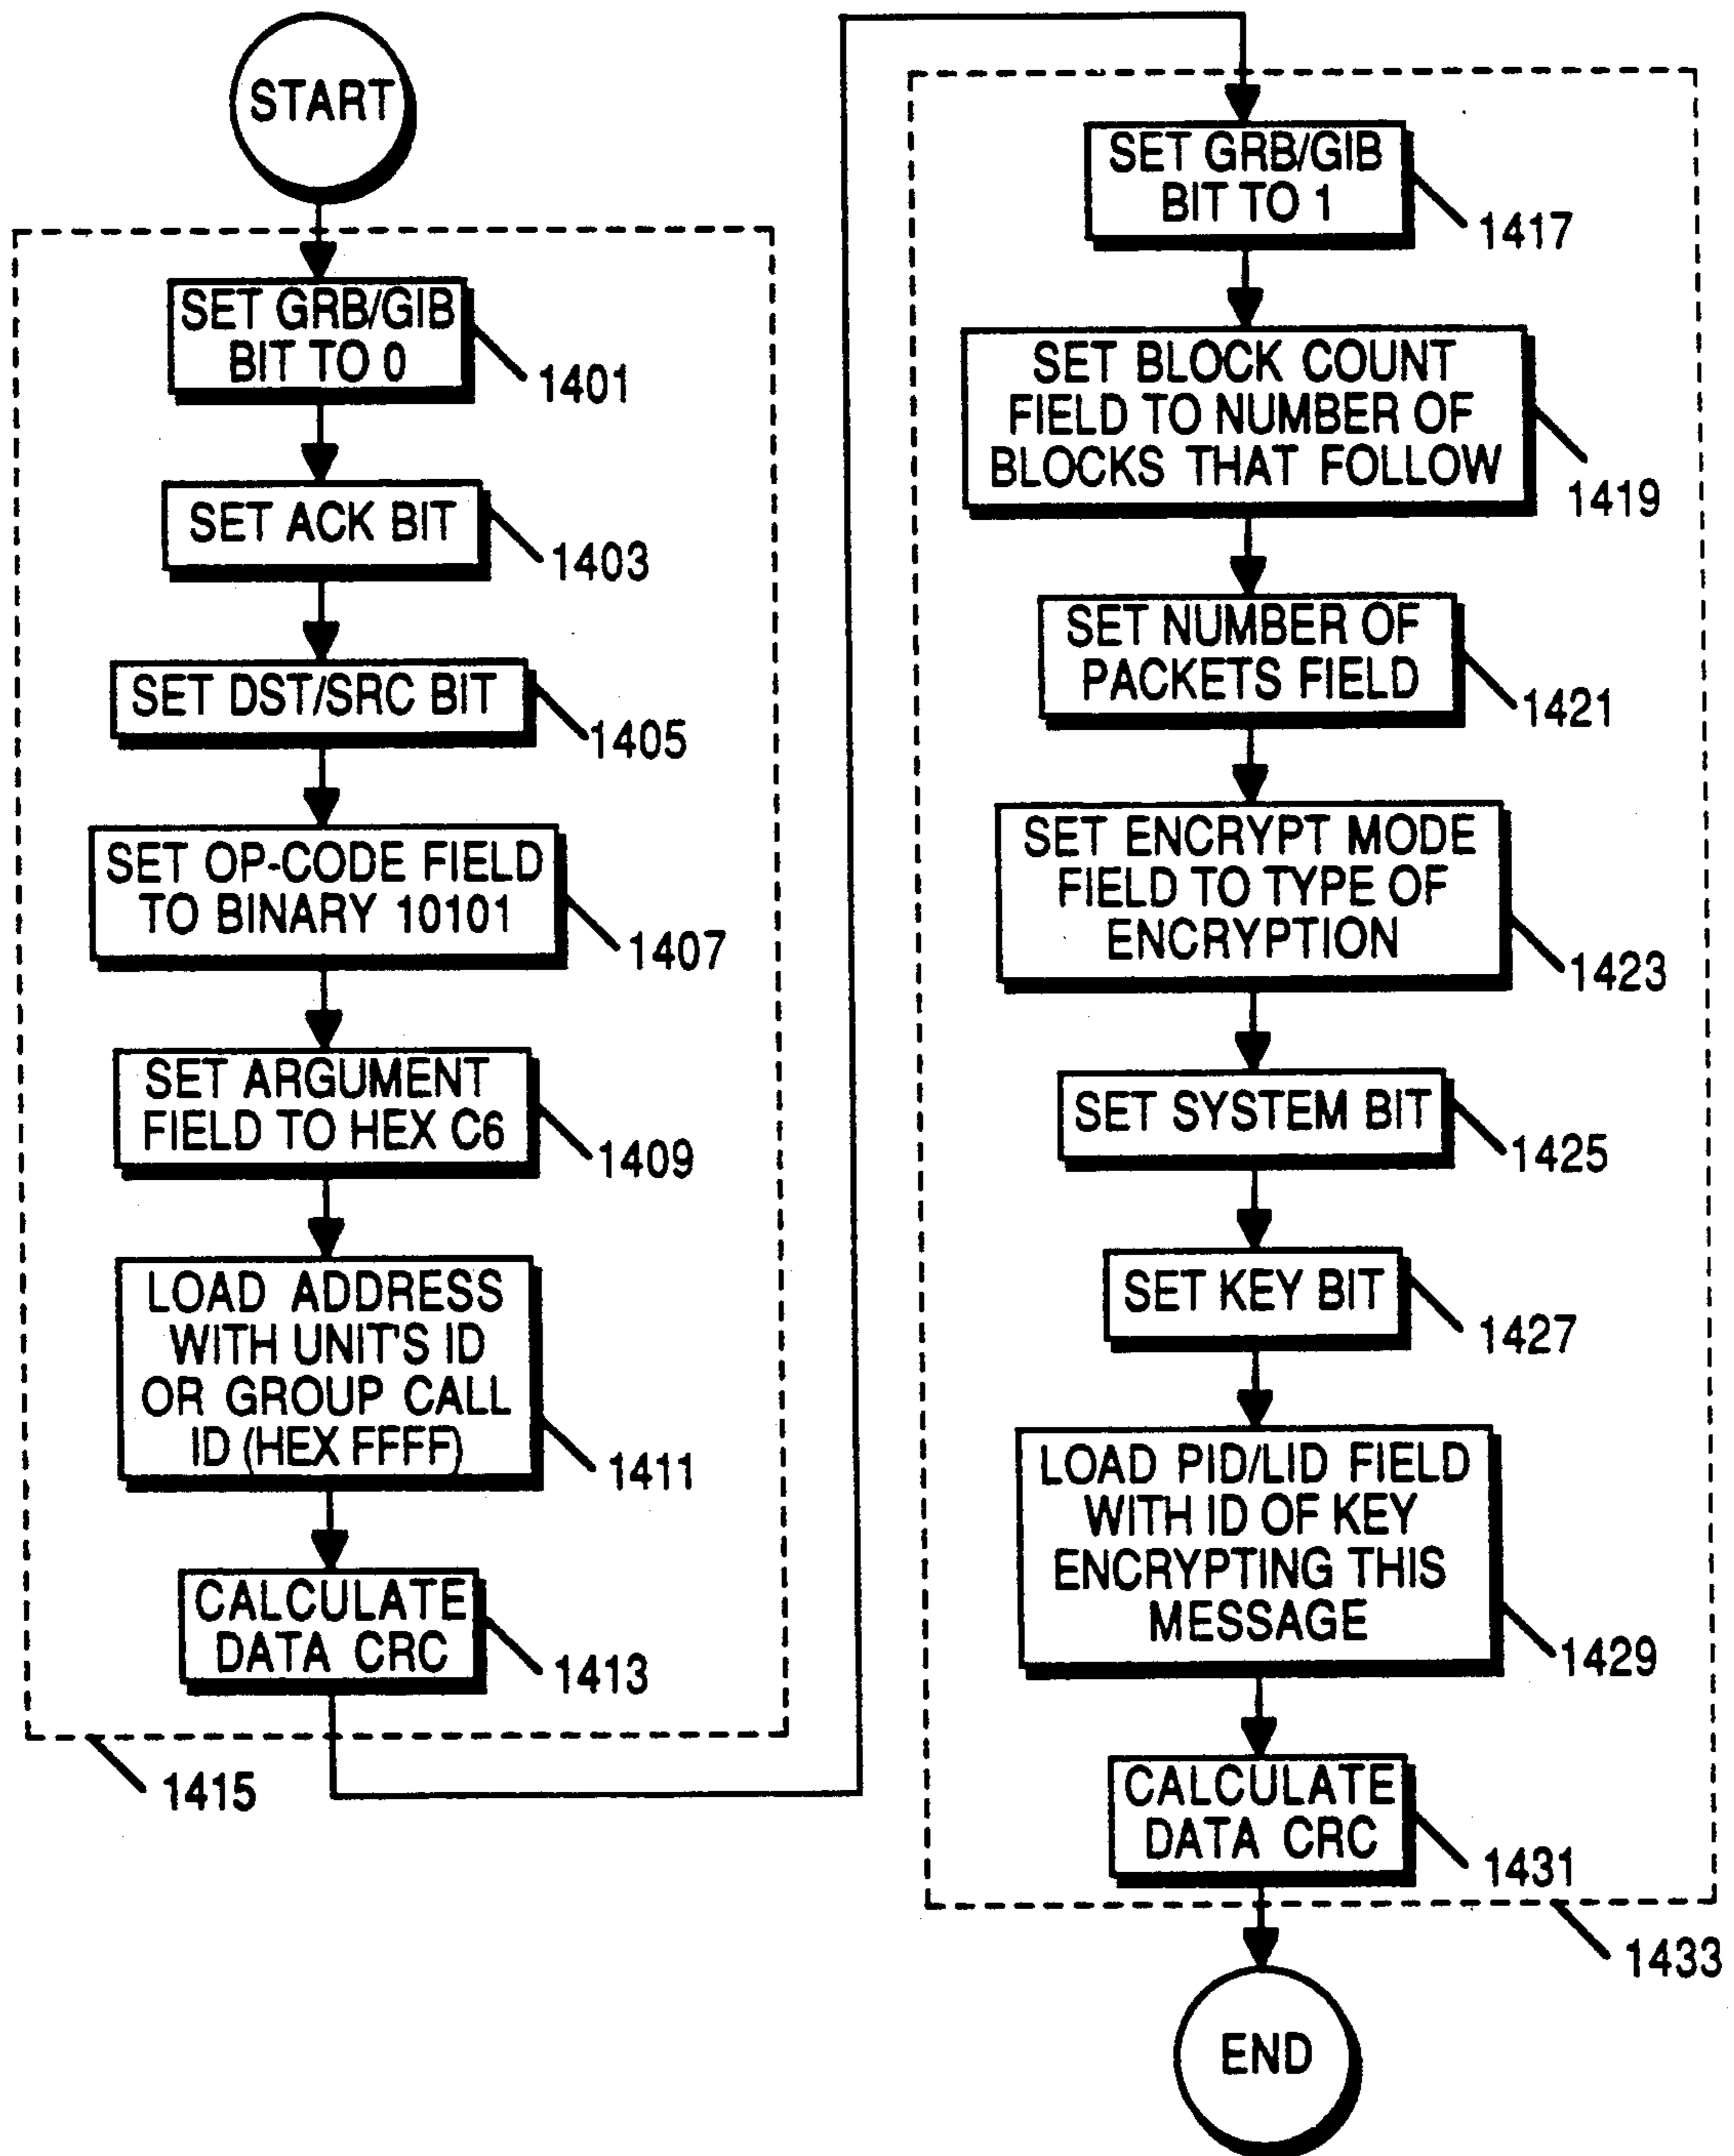 START
SET GRB/GIB
BIT TO 0
1401
SET ACK BIT
1403
SET DST/SRC BIT
1405
SET OP-CODE FIELD
TO BINARY 10101
1407
SET ARGUMENT
FIELD TO HEX C6
1409
LOAD ADDRESS
WITH UNIT'S ID
OR GROUP CALL
ID (HEX FFFF)
1411
CALCULATE
DATA CRC
1413
1415
SET GRB/GIB
BIT TO 1
1417
SET BLOCK COUNT
FIELD TO NUMBER OF
BLOCKS THAT FOLLOW
1419
SET NUMBER OF
PACKETS FIELD
1421
SET ENCRYPT MODE
FIELD TO TYPE OF
ENCRYPTION
1423
SET SYSTEM BIT
1425
SET KEY BIT
1427
LOAD PID/LID FIELD
WITH ID OF KEY
ENCRYPTING THIS
MESSAGE
1429
CALCULATE
DATA CRC
1431
1433
END